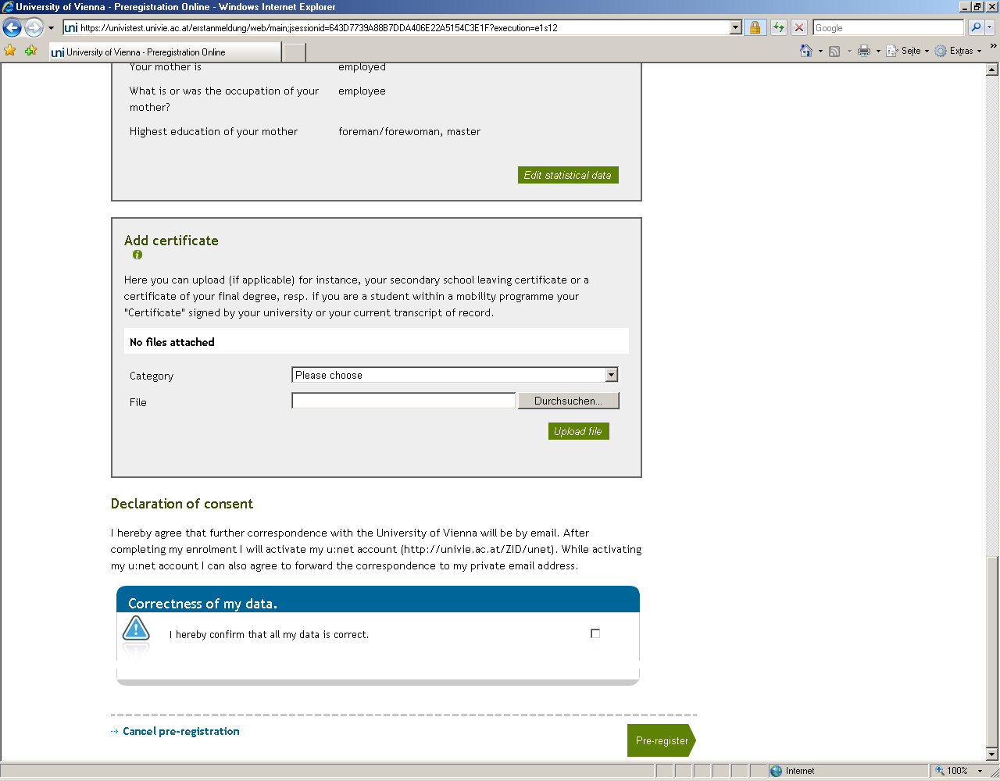 University of Vienna - Preregistration Online - Windows Internet Explorer
uni https://univistest.univie.ac.at/erstanmeldung/web/main;jsessionid=643D7739A88B7DDA406E22A5154C3E1F?execution=e1s12
Google
uni University of Vienna - Preregistration Online
Seite
Extras
»
Your mother is employed
What is or was the occupation of your employee
mother?
Highest education of your mother foreman/forewoman, master
Edit statistical data
Add certificate
i
Here you can upload (if applicable) for instance, your secondary school leaving certificate or a
certificate of your final degree, resp. if you are a student within a mobility programme your
"Certificate" signed by your university or your current transcript of record.
No files attached
Category Please choose
File Durchsuchen...
Upload file
Declaration of consent
I hereby agree that further correspondence with the University of Vienna will be by email. After
completing my enrolment I will activate my u:net account (http://univie.ac.at/ZID/unet). While activating
my u:net account I can also agree to forward the correspondence to my private email address.
Correctness of my data.
I hereby confirm that all my data is correct.
Cancel pre-registration
Pre-register
Internet
100%